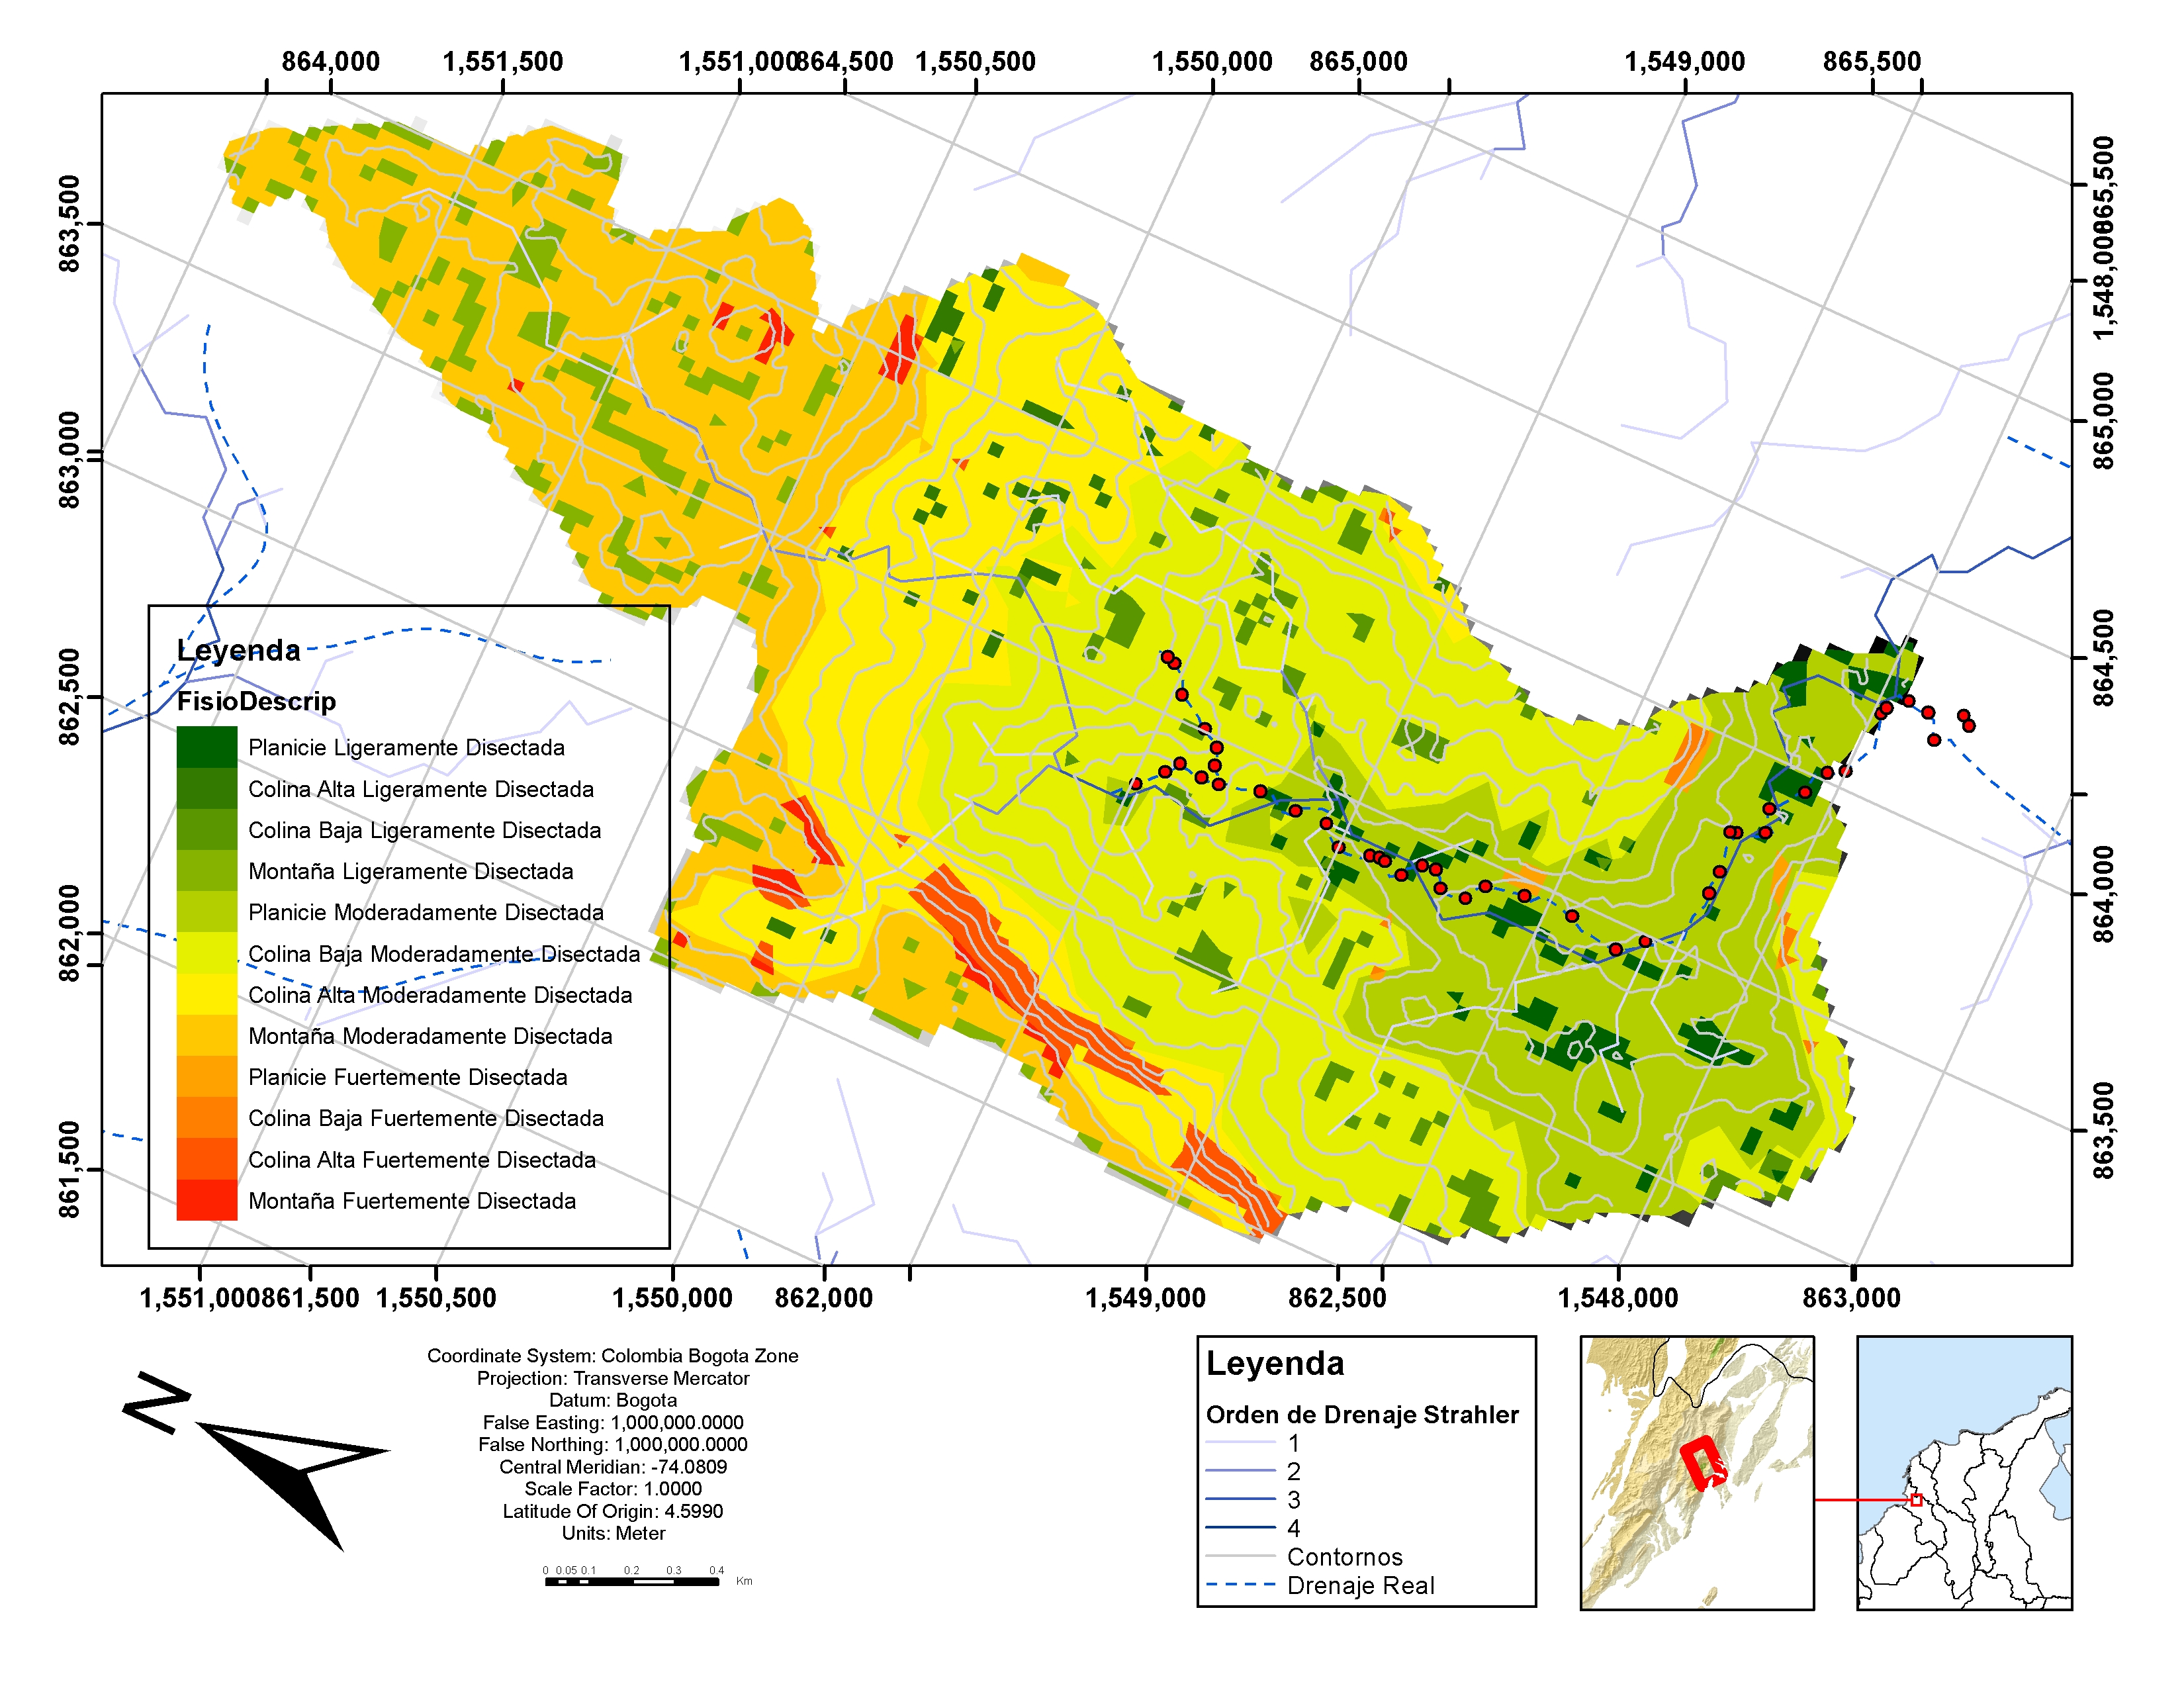 864,000 1,551,500 1,551,000 864,500 1,550,500 1,550,000 865,000 1,549,000 865,500
863,500
863,000
862,500
862,000
861,500
865,500
1,548,000
865,000
864,500
864,000
863,500
Leyenda
FisioDescrip
Planicie Ligeramente Disectada
Colina Alta Ligeramente Disectada
Colina Baja Ligeramente Disectada
Montaña Ligeramente Disectada
Planicie Moderadamente Disectada
Colina Baja Moderadamente Disectada
Colina Alta Moderadamente Disectada
Montaña Moderadamente Disectada
Planicie Fuertemente Disectada
Colina Baja Fuertemente Disectada
Colina Alta Fuertemente Disectada
Montaña Fuertemente Disectada
1,551,000 861,500 1,550,500 1,550,000 862,000 1,549,000 862,500 1,548,000 863,000
N
Coordinate System: Colombia Bogota Zone
Projection: Transverse Mercator
Datum: Bogota
False Easting: 1,000,000.0000
False Northing: 1,000,000.0000
Central Meridian: -74.0809
Scale Factor: 1.0000
Latitude Of Origin: 4.5990
Units: Meter
0 0.05 0.1 0.2 0.3 0.4
Km
Leyenda
Orden de Drenaje Strahler
1
2
3
4
Contornos
Drenaje Real